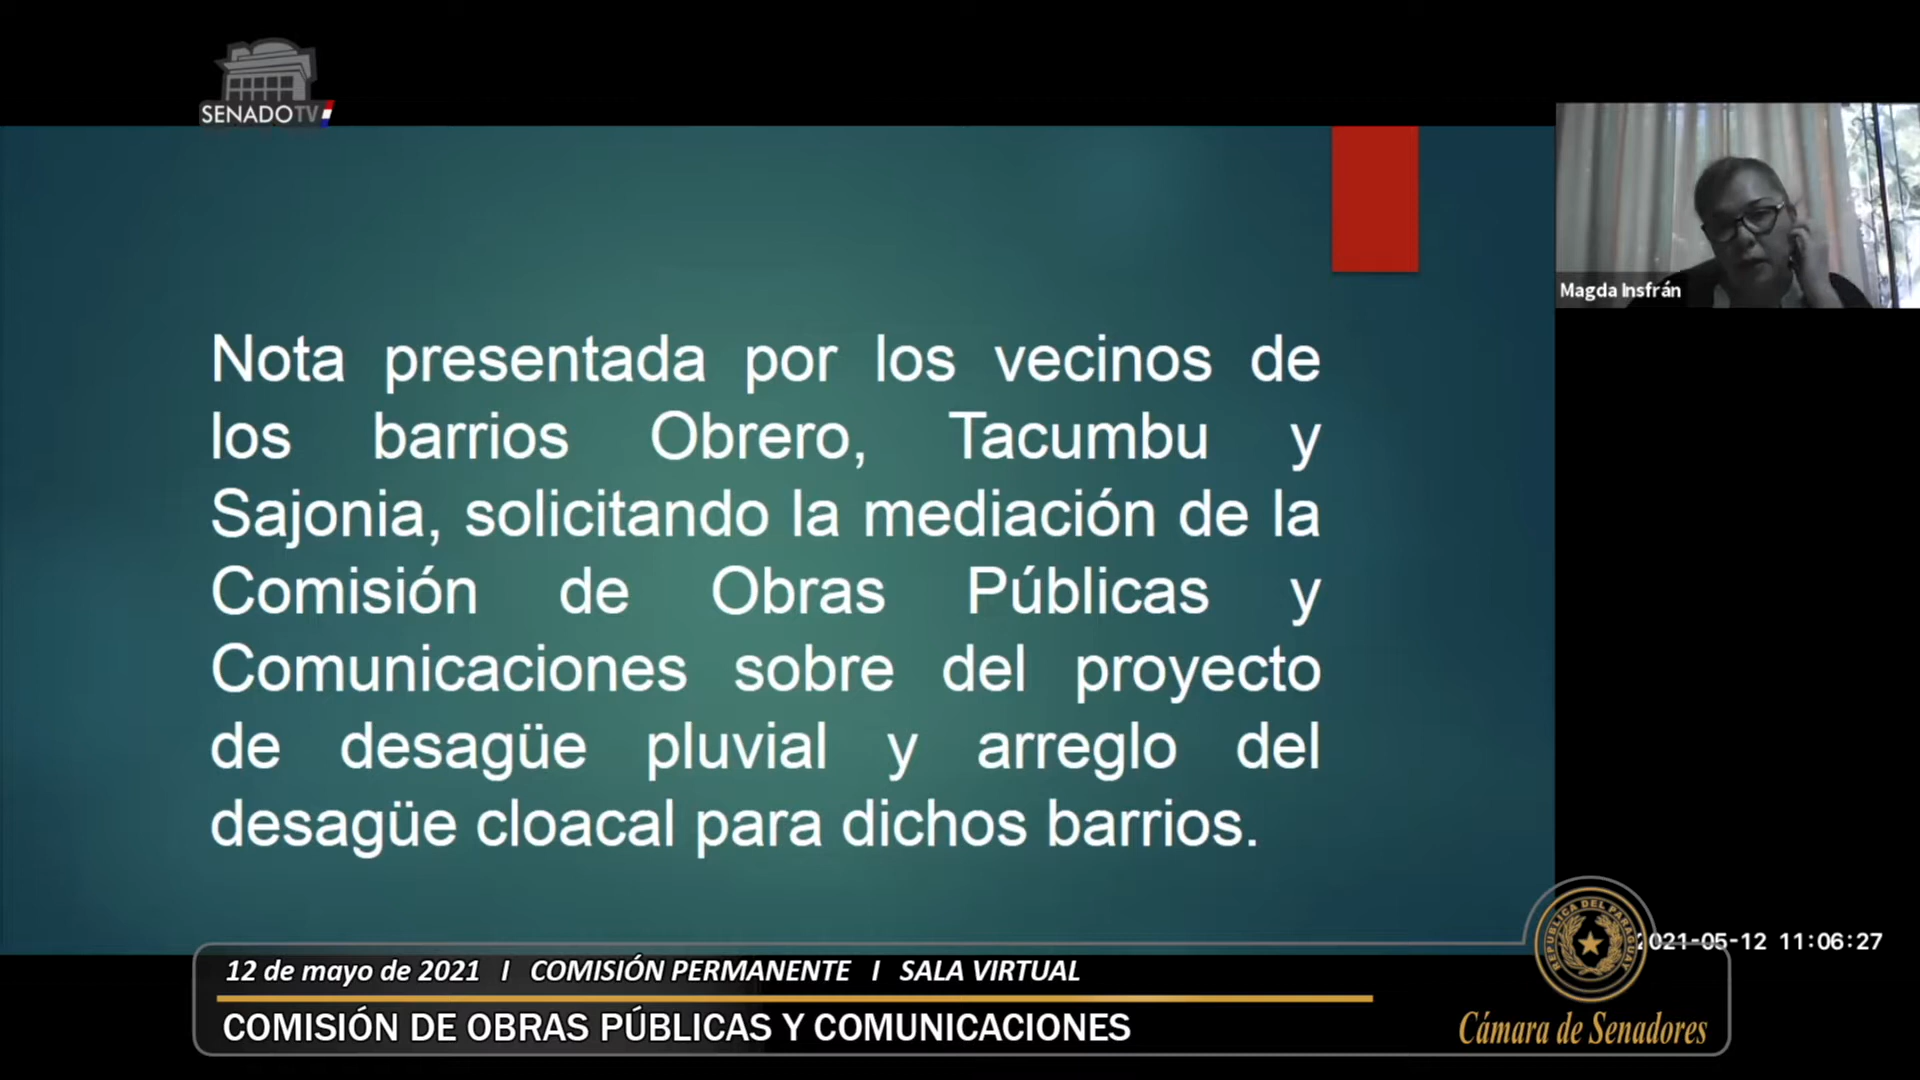 SENADOTV
Magda Insfrán
Nota presentada por los vecinos de
los barrios Obrero, Tacumbu y
Sajonia, solicitando la mediación de la
Comisión de Obras Públicas y
Comunicaciones sobre del proyecto
de desagüe pluvial y arreglo del
desagüe cloacal para dichos barrios.
REPUBLICA DEL PARAGUAY
2021-05-12 11:06:27
12 de mayo de 2021 I COMISIÓN PERMANENTE I SALA VIRTUAL
COMISIÓN DE OBRAS PÚBLICAS Y COMUNICACIONES
Cámara de Senadores